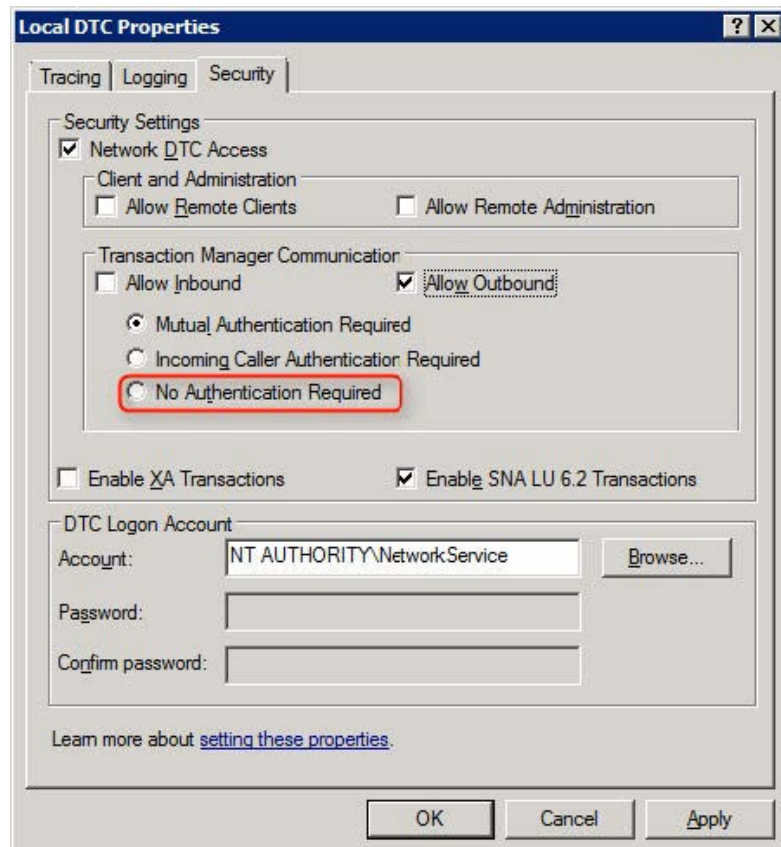 Local DTC Properties
Tracing Logging Security
Security Settings
Network DTC Access
Client and Administration
Allow Remote Clients Allow Remote Administration
Transaction Manager Communication
Allow Inbound Allow Outbound
Mutual Authentication Required
Incoming Caller Authentication Required
No Authentication Required
Enable XA Transactions Enable SNA LU 6.2 Transactions
DTC Logon Account
Account: NT AUTHORITY\NetworkService Browse...
Password:
Confirm password:
Learn more about setting these properties.
OK Cancel Apply